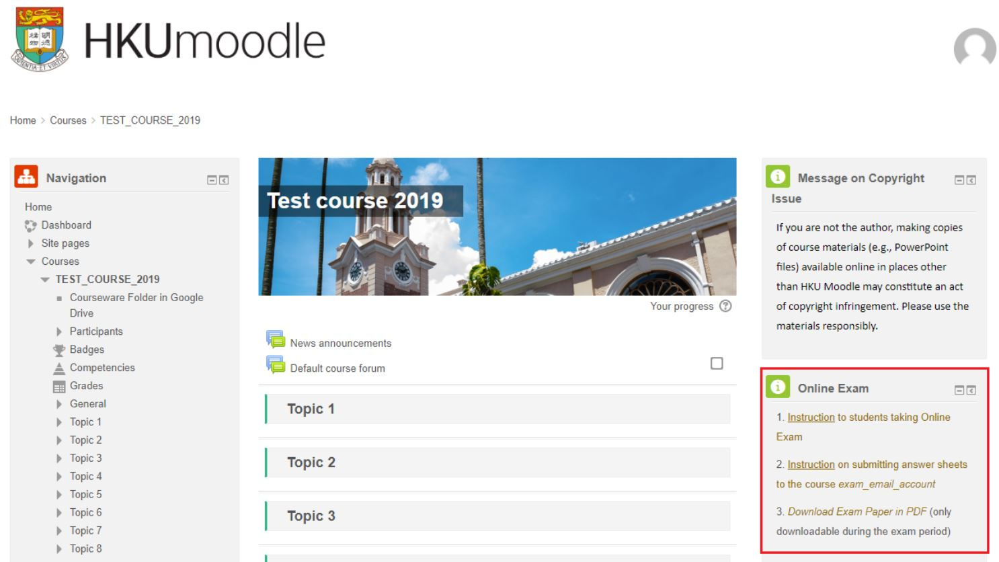 HKUmoodle
SAPIENTIA ET VIRTUS
Home > Courses > TEST_COURSE_2019
Navigation
Home
Dashboard
Site pages
Courses
TEST_COURSE_2019
Courseware Folder in Google
Drive
Participants
Badges
Competencies
Grades
General
Topic 1
Topic 2
Topic 3
Topic 4
Topic 5
Topic 6
Topic 7
Topic 8
Test course 2019
Your progress
News announcements
Default course forum
Topic 1
Topic 2
Topic 3
Message on Copyright
Issue
If you are not the author, making copies
of course materials (e.g., PowerPoint
files) available online in places other
than HKU Moodle may constitute an act
of copyright infringement. Please use the
materials responsibly.
Online Exam
1. Instruction to students taking Online
Exam
2. Instruction on submitting answer sheets
to the course exam_email_account
3. Download Exam Paper in PDF (only
downloadable during the exam period)